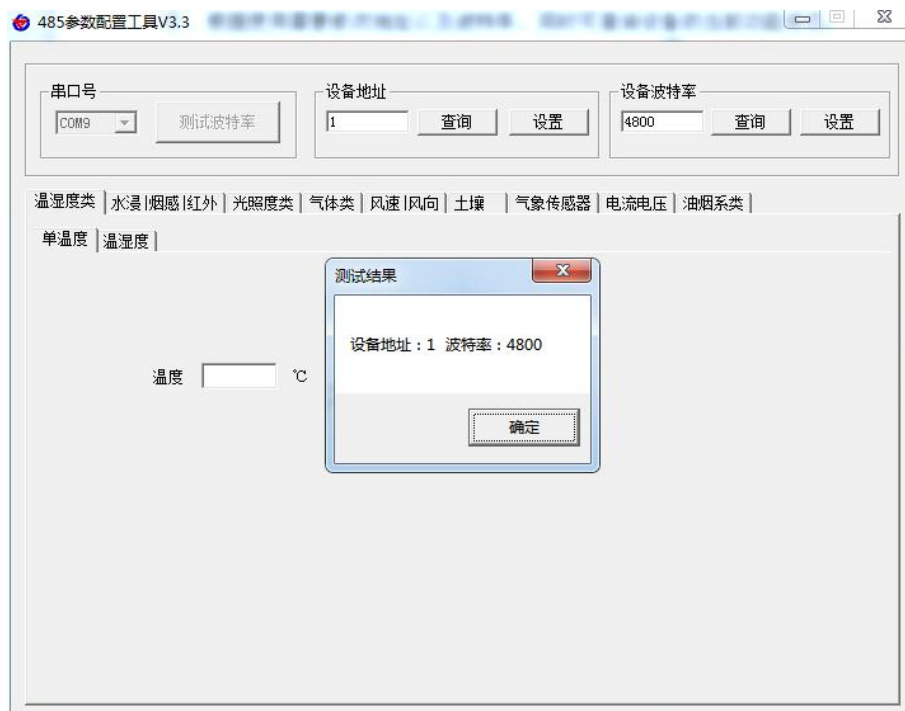 485参数配置工具V3.3
串口号
COM9
测试波特率
设备地址
1
查询
设置
设备波特率
4800
查询
设置
温湿度类
水浸|烟感|红外
光照度类
气体类
风速|风向
土壤
气象传感器
电流电压
油烟系类
单温度
温湿度
测试结果
设备地址：1 波特率：4800
确定
温度
℃